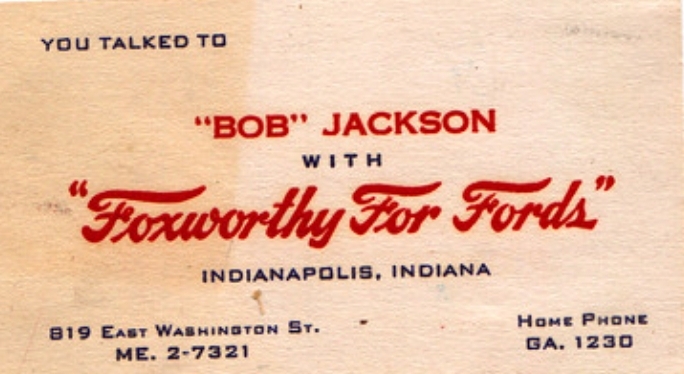 YOU TALKED TO
"BOB" JACKSON
WITH
"Foxworthy For Fords"
INDIANAPOLIS, INDIANA
819 EAST WASHINGTON ST.
ME. 2-7321
HOME PHONE
GA. 1230